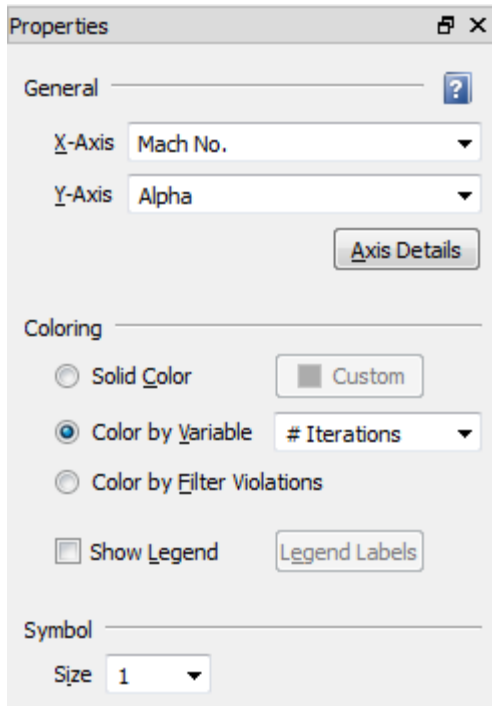 Properties
General
?
X-Axis Mach No.
Y-Axis Alpha
Axis Details
Coloring
Solid Color Custom
Color by Variable # Iterations
Color by Filter Violations
Show Legend Legend Labels
Symbol
Size 1